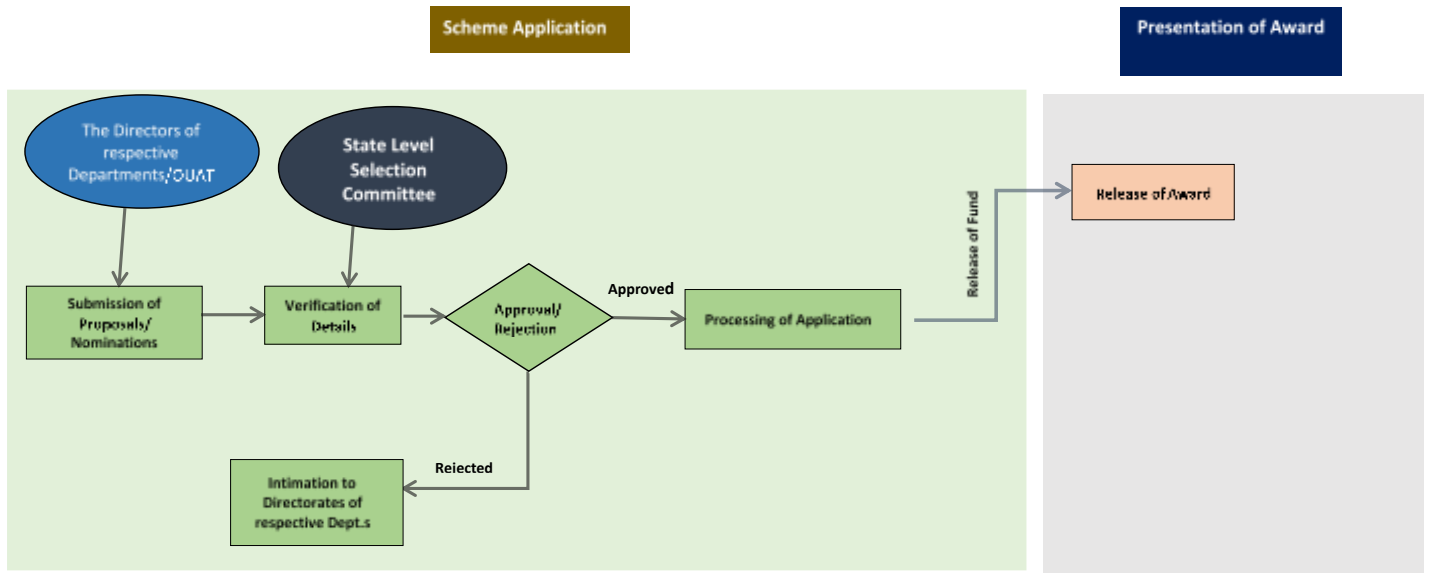 Scheme Application
Presentation of Award
The Directors of
respective
Departments/OUAT
State Level
Selection
Committee
Release of Fund
Release of Award
Submission of
Proposals/
Nominations
Verification of
Details
Approval/
Rejection
Approved
Processing of Application
Rejected
Intimation to
Directorates of
respective Dept.s